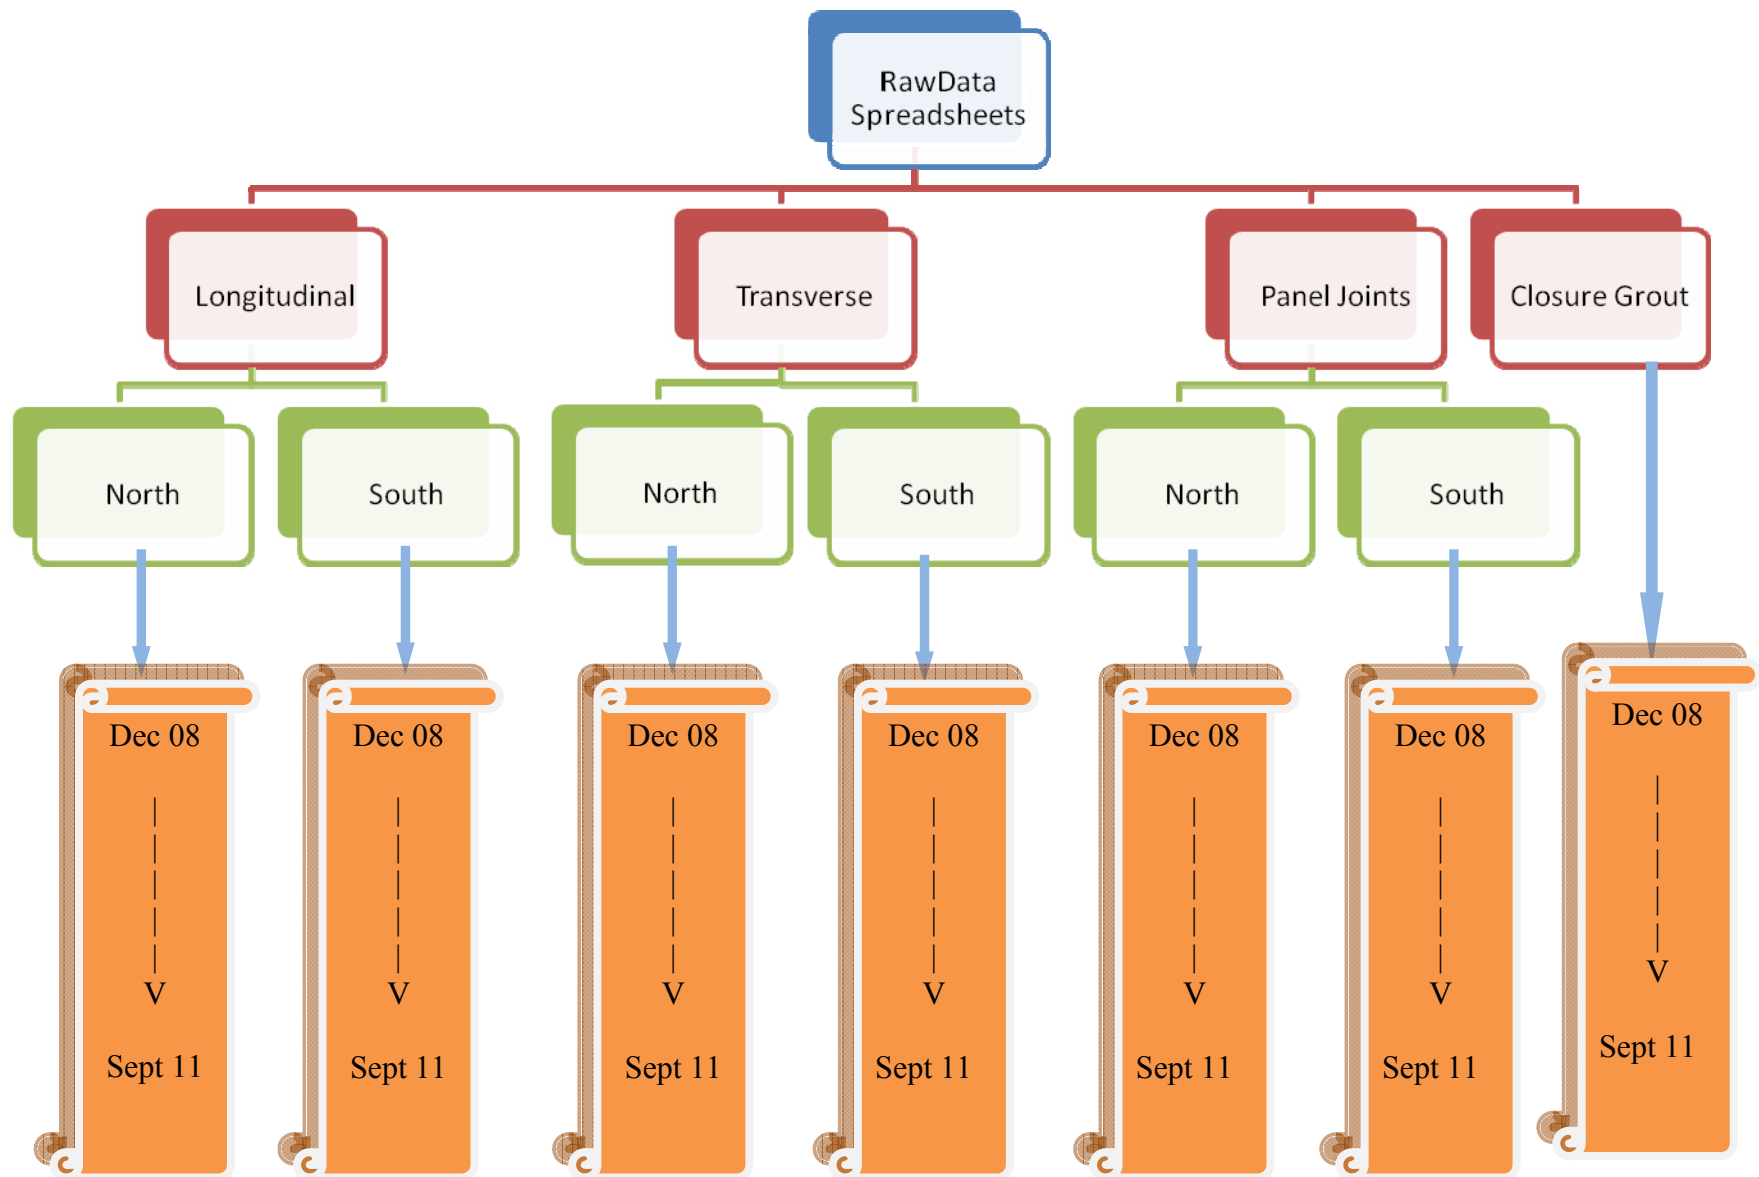 RawData
Spreadsheets
Longitudinal
Transverse
Panel Joints
Closure Grout
North
South
North
South
North
South
Dec 08
Dec 08
Dec 08
Dec 08
Dec 08
Dec 08
Dec 08
V
V
V
V
V
V
V
Sept 11
Sept 11
Sept 11
Sept 11
Sept 11
Sept 11
Sept 11